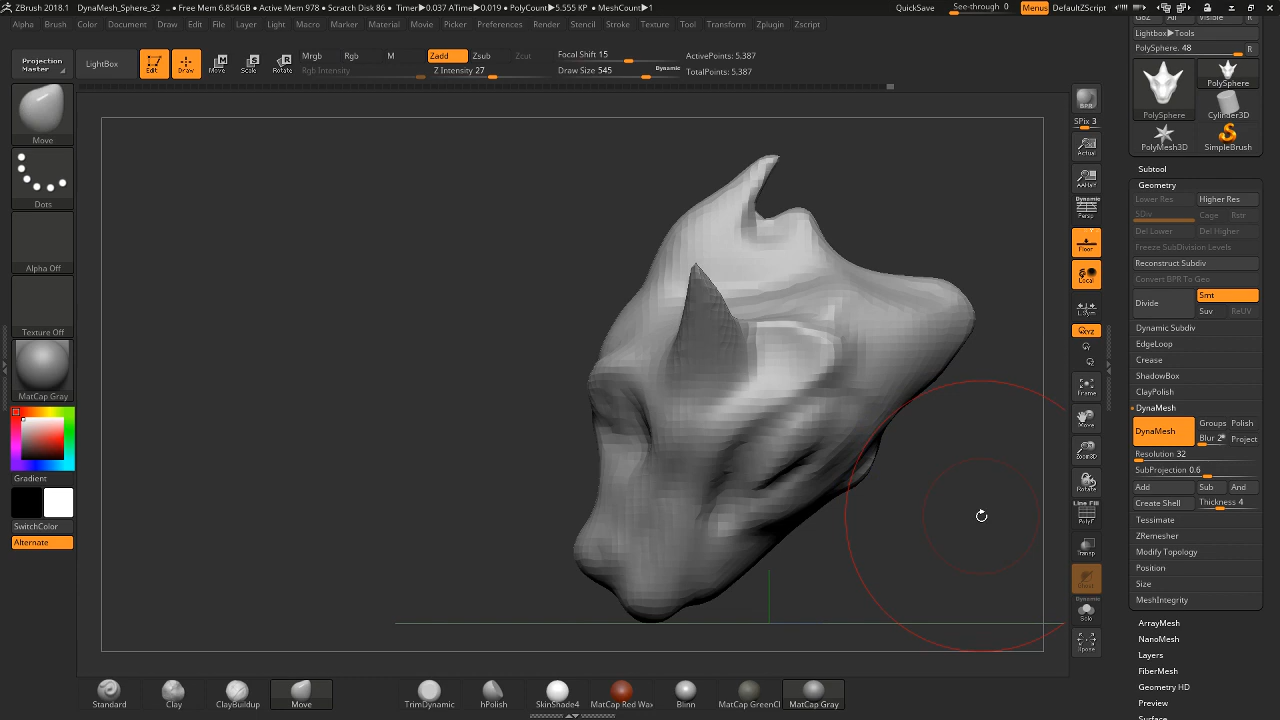 ZBrush 2018.1 DynaMesh_Sphere_32 .. • Free Mem 6.854GB • Active Mem 978 • Scratch Disk 86 • Timer▶0.037 ATime▶0.019 • PolyCount▶5.555 KP • MeshCount▶1 QuickSave See-through 0 Menus DefaultZScript
Alpha Brush Color Document Draw Edit File Layer Light Macro Marker Material Movie Picker Preferences Render Stencil Stroke Texture Tool Transform Zplugin Zscript
Projection Master
LightBox
Edit
Draw
Move
Scale
Rotate
Mrgb Rgb M
Rgb Intensity
Zadd Zsub Zcut
Z Intensity 27
Focal Shift 15
Draw Size 545 Dynamic
ActivePoints: 5.387
TotalPoints: 5.387
Move
Dots
Alpha Off
Texture Off
MatCap Gray
Gradient
SwitchColor
Alternate
BPR
SPix 3
Actual
AAHalf
Dynamic
Persp
Floor
Local
L.Sym
XYZ
Frame
Move
Zoom3D
Rotate
Line Fill
PolyF
Transp
Ghost
Dynamic
Solo
Xpose
GoZ All Visible R
Lightbox▶Tools
PolySphere. 48 R
PolySphere
PolySphere
Cylinder3D
PolyMesh3D
SimpleBrush
Subtool
Geometry
Lower Res Higher Res
SDiv Cage Rstr
Del Lower Del Higher
Freeze SubDivision Levels
Reconstruct Subdiv
Convert BPR To Geo
Divide Smt
Suv ReUV
Dynamic Subdiv
EdgeLoop
Crease
ShadowBox
ClayPolish
DynaMesh
DynaMesh Groups Polish
Blur 2 Project
Resolution 32
SubProjection 0.6
Add Sub And
Create Shell Thickness 4
Tessimate
ZRemesher
Modify Topology
Position
Size
MeshIntegrity
ArrayMesh
NanoMesh
Layers
FiberMesh
Geometry HD
Preview
Surface
Standard Clay ClayBuildup Move TrimDynamic hPolish SkinShade4 MatCap Red Wax Blinn MatCap GreenCl MatCap Gray